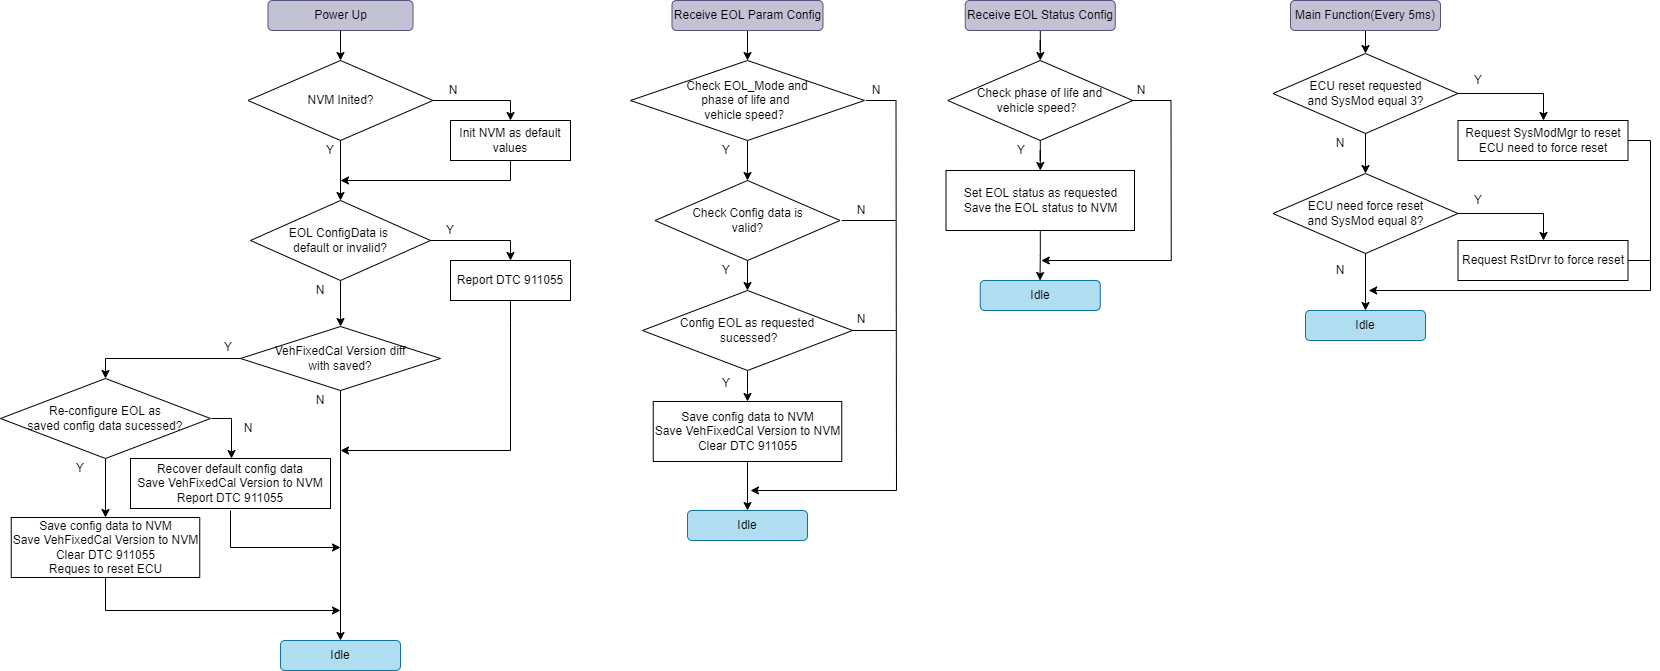 Power Up
NVM Inited?
N
Init NVM as default
values
Y
EOL ConfigData is
default or invalid?
Y
Report DTC 911055
N
VehFixedCal Version diff
with saved?
Y
N
Re-configure EOL as
saved config data sucessed?
N
Y
Recover default config data
Save VehFixedCal Version to NVM
Report DTC 911055
Save config data to NVM
Save VehFixedCal Version to NVM
Clear DTC 911055
Reques to reset ECU
Idle
Receive EOL Param Config
Check EOL_Mode and
phase of life and
vehicle speed?
N
Y
Check Config data is
valid?
N
Y
Config EOL as requested
sucessed?
N
Y
Save config data to NVM
Save VehFixedCal Version to NVM
Clear DTC 911055
Idle
Receive EOL Status Config
Check phase of life and
vehicle speed?
N
Y
Set EOL status as requested
Save the EOL status to NVM
Idle
Main Function(Every 5ms)
ECU reset requested
and SysMod equal 3?
Y
Request SysModMgr to reset
ECU need to force reset
N
ECU need force reset
and SysMod equal 8?
Y
Request RstDrvr to force reset
N
Idle